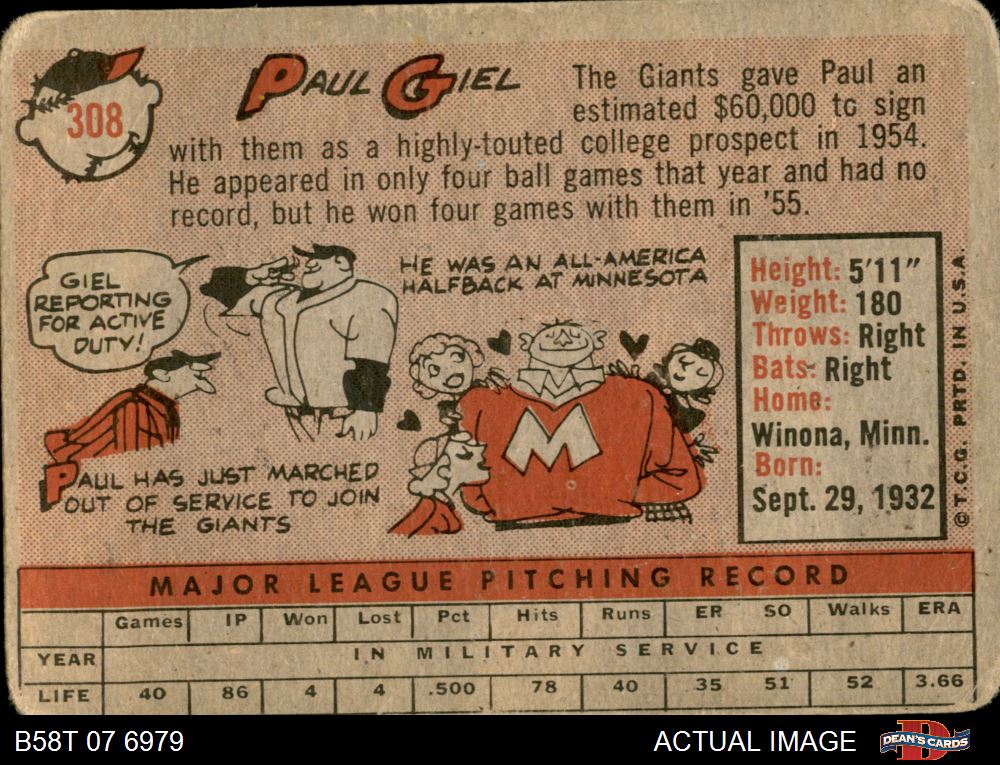 308
PAUL GIEL
The Giants gave Paul an
estimated $60,000 to sign
with them as a highly-touted college prospect in 1954.
He appeared in only four ball games that year and had no
record, but he won four games with them in '55.
GIEL
REPORTING
FOR ACTIVE
DUTY!
PAUL HAS JUST MARCHED
OUT OF SERVICE TO JOIN
THE GIANTS
HE WAS AN ALL-AMERICA
HALFBACK AT MINNESOTA
M
Height: 5'11"
Weight: 180
Throws: Right
Bats: Right
Home:
Winona, Minn.
Born:
Sept. 29, 1932
© T.C.G. PRTD. IN U.S.A.
MAJOR LEAGUE PITCHING RECORD
Games IP Won Lost Pct Hits Runs ER SO Walks ERA
YEAR IN MILITARY SERVICE
LIFE 40 86 4 4 .500 78 40 35 51 52 3.66
B58T 07 6979 ACTUAL IMAGE DEAN'S CARDS